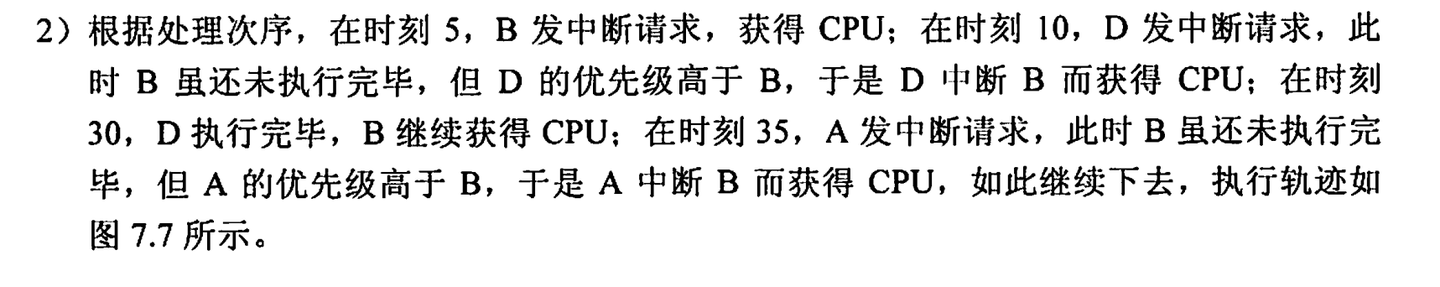 2）根据处理次序，在时刻 5，B 发中断请求，获得 CPU；在时刻 10，D 发中断请求，此
时 B 虽还未执行完毕，但 D 的优先级高于 B，于是 D 中断 B 而获得 CPU；在时刻
30，D 执行完毕，B 继续获得 CPU；在时刻 35，A 发中断请求，此时 B 虽还未执行完
毕，但 A 的优先级高于 B，于是 A 中断 B 而获得 CPU，如此继续下去，执行轨迹如
图 7.7 所示。